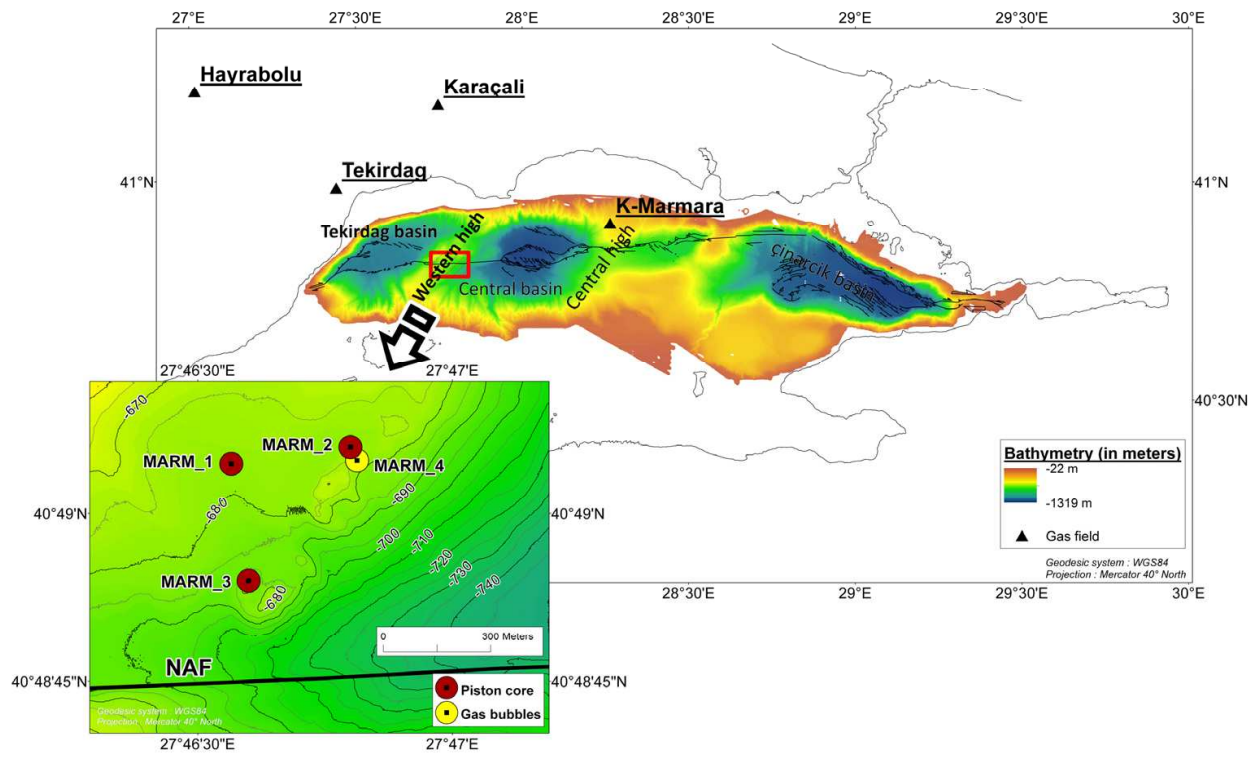 27°E 27°30'E 28°E 28°30'E 29°E 29°30'E 30°E
Hayrabolu
Karaçali
Tekirdag
41°N
41°N
K-Marmara
Tekirdag basin
Western high
Central basin
Central high
çinarcik basin
40°30'N
27°46'30"E 27°47'E
-670
MARM_2
MARM_1
MARM_4
-680
-690
40°49'N
40°49'N
-700
-710
-720
-730
-740
MARM_3
-680
0 300 Meters
NAF
40°48'45"N
40°48'45"N
Piston core
Gas bubbles
Geodesic system : WGS84
Projection : Mercator 40° North
27°46'30"E 27°47'E
Bathymetry (in meters)
-22 m
-1319 m
Gas field
Geodesic system : WGS84
Projection : Mercator 40° North
28°30'E 29°E 29°30'E 30°E